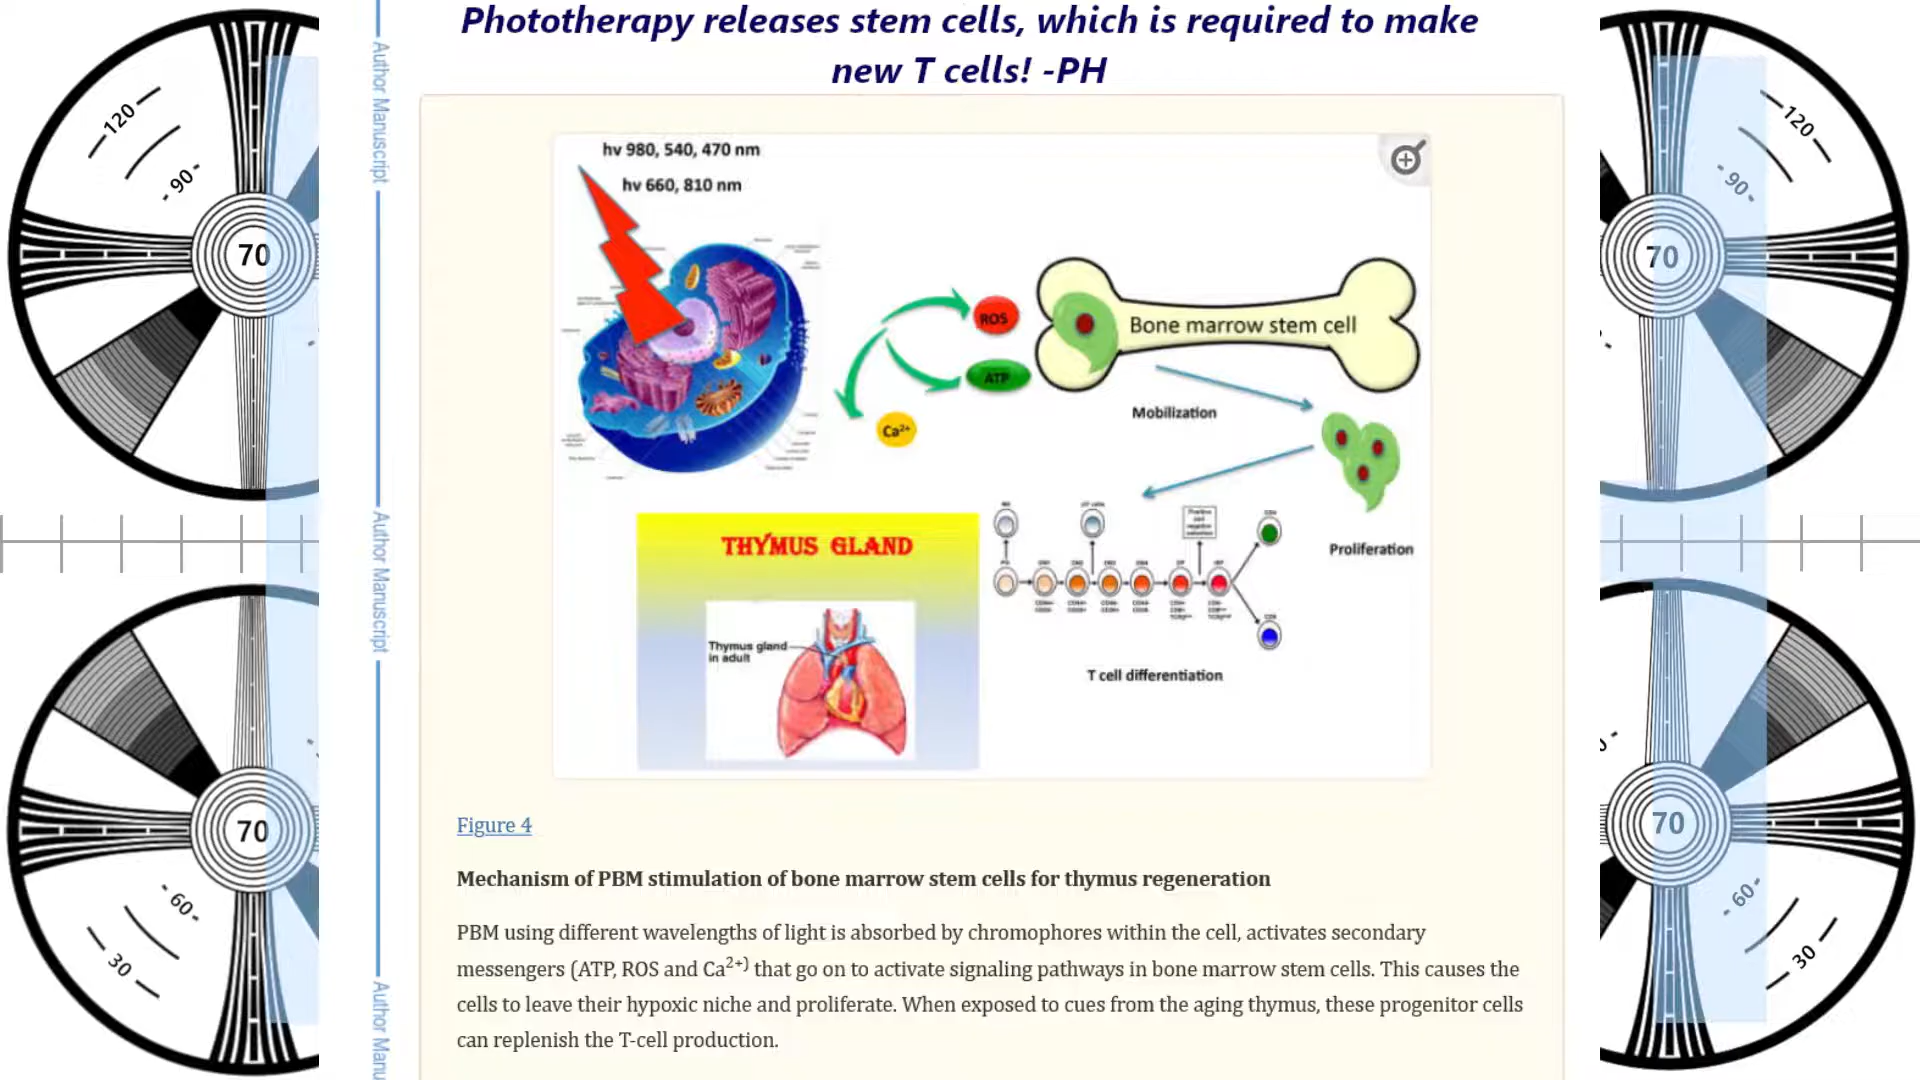 Phototherapy releases stem cells, which is required to make
new T cells! -PH
Author Manuscript
Author Manuscript
Author Manu
120
- 90 -
70
120
- 90 -
70
hv 980, 540, 470 nm
hv 660, 810 nm
ROS
ATP
Ca2+
Bone marrow stem cell
Mobilization
Proliferation
THYMUS GLAND
Thymus gland
in adult
T cell differentiation
70
- 60 -
30
70
- 60 -
30
Figure 4
Mechanism of PBM stimulation of bone marrow stem cells for thymus regeneration
PBM using different wavelengths of light is absorbed by chromophores within the cell, activates secondary
messengers (ATP, ROS and Ca2+) that go on to activate signaling pathways in bone marrow stem cells. This causes the
cells to leave their hypoxic niche and proliferate. When exposed to cues from the aging thymus, these progenitor cells
can replenish the T-cell production.